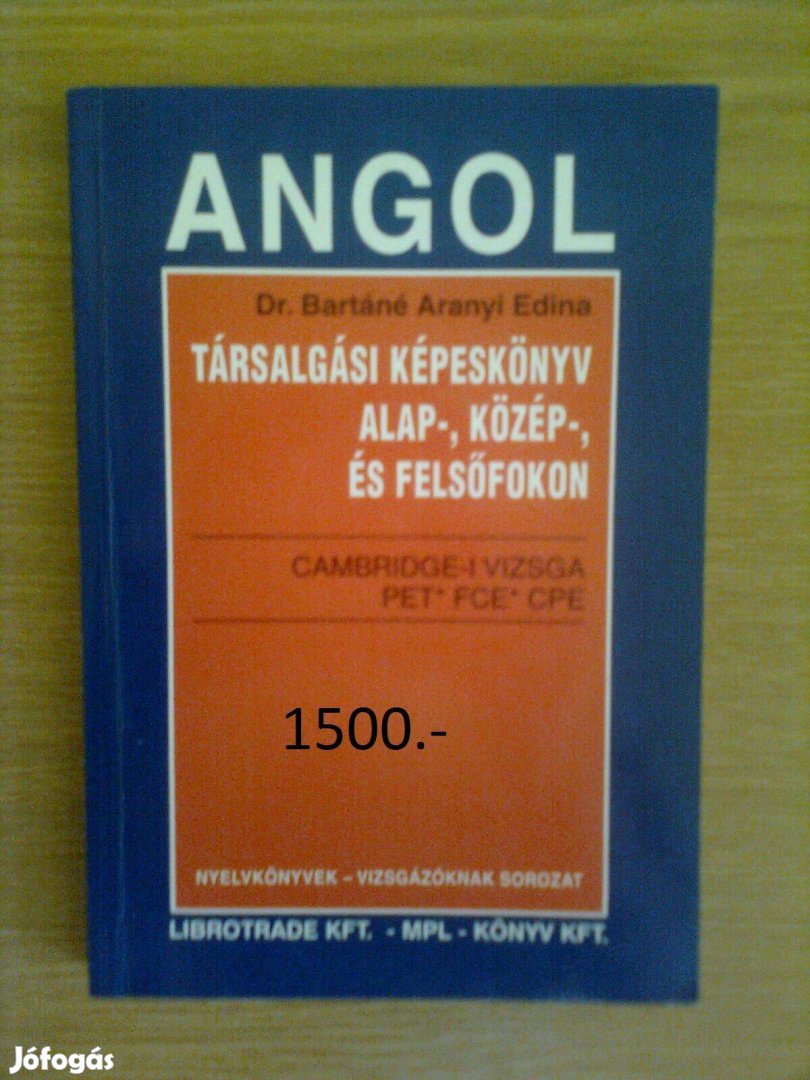 ANGOL
Dr. Bartáné Aranyi Edina
TÁRSALGÁSI KÉPESKÖNYV
ALAP-, KÖZÉP-,
ÉS FELSŐFOKON
CAMBRIDGE-I VIZSGA
PET* FCE* CPE
1500.-
NYELVKÖNYVEK – VIZSGÁZÓKNAK SOROZAT
LIBROTRADE KFT. - MPL - KÖNYV KFT.
Jófogás